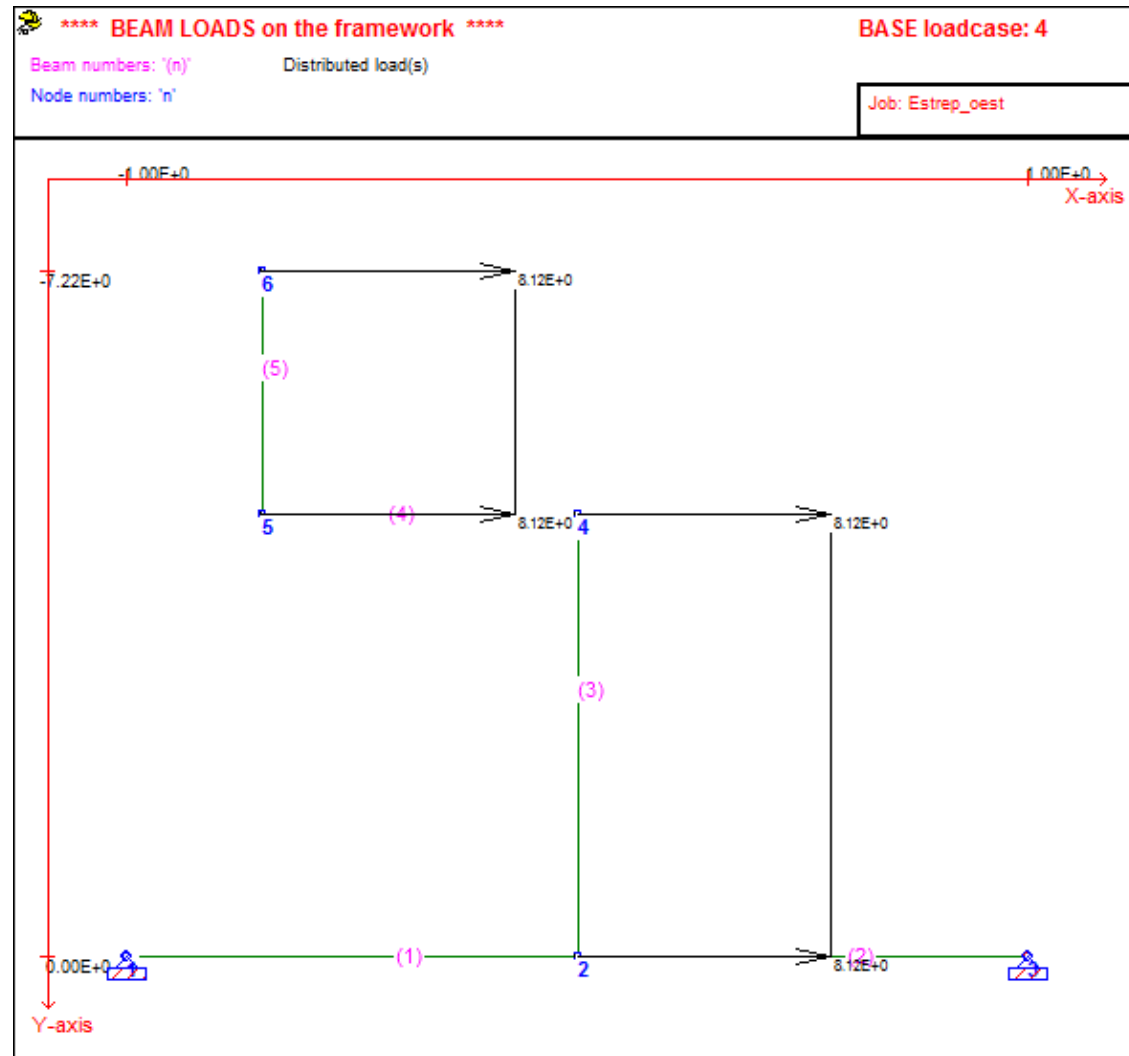 **** BEAM LOADS on the framework **** BASE loadcase: 4
Beam numbers: '(n)' Distributed load(s)
Node numbers: 'n'
Job: Estrep_oest
-1.00E+0 1.00E+0
X-axis
-7.22E+0 6 8.12E+0
(5)
(4)
5 8.12E+0 4 8.12E+0
(3)
(1) (2)
0.00E+0 1 2 8.12E+0 3
Y-axis